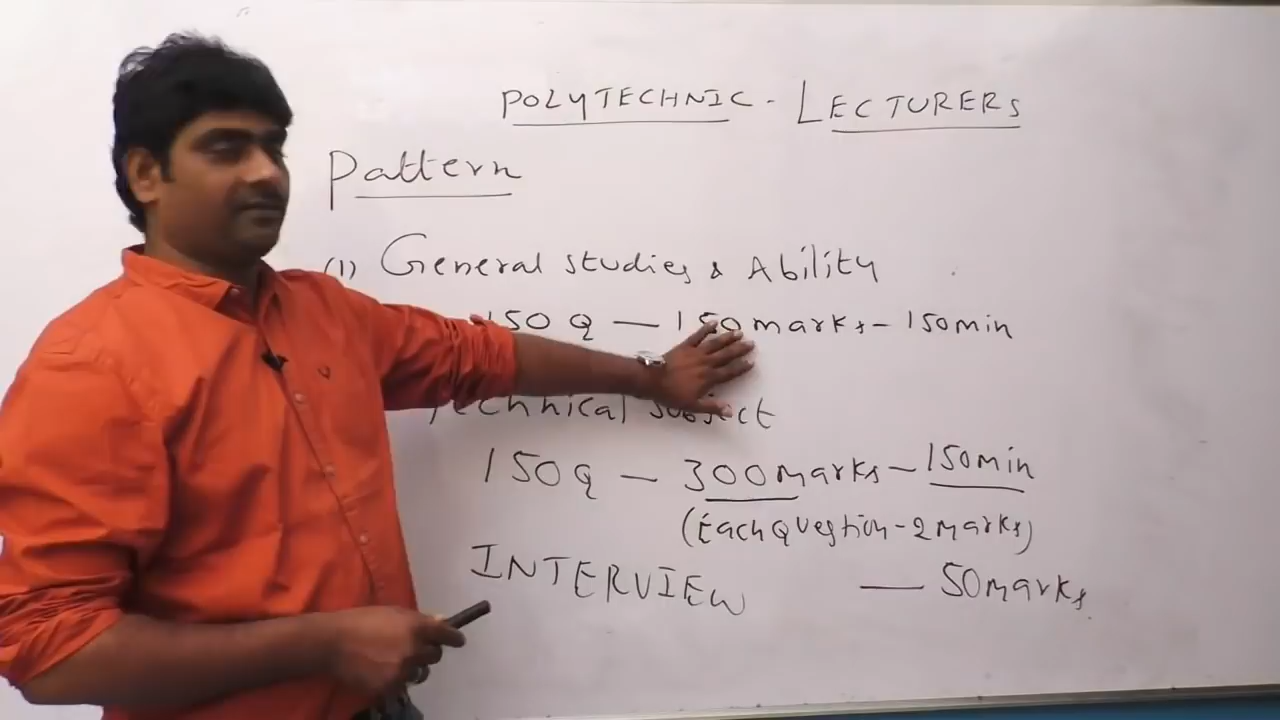 POLYTECHNIC - LECTURERS
Pattern
(1) General studies & Ability
150 Q — 150 marks - 150 min
Technical subject
150 Q — 300 marks - 150 min
(Each Question - 2 marks)
INTERVIEW — 50 marks